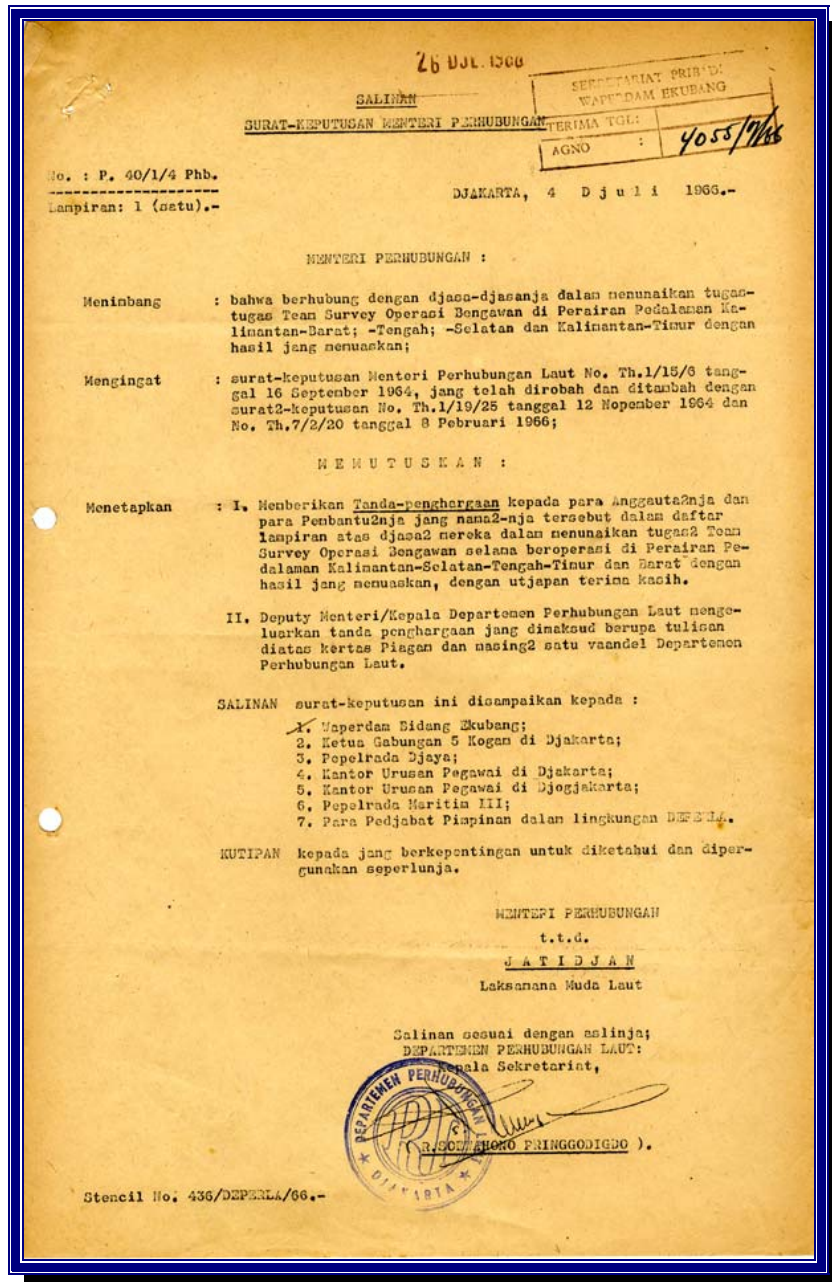 26 JUL. 1966
SEKRETARIAT PRIBADI
WAPERDAM EKUBANG
TERIMA TGL:
AGNO : 4055/7/66
SALINAN
SURAT-KEPUTUSAN MENTERI PERHUBUNGAN
No. : P. 40/1/4 Phb.
Lampiran: 1 (satu).-
DJAKARTA, 4 Djuli 1966.-
MENTERI PERHUBUNGAN :
Menimbang : bahwa berhubung dengan djasa-djasanja dalam menunaikan tugas-
tugas Team Survey Operasi Bengawan di Perairan Pedalaman Ka-
limantan-Barat; -Tengah; -Selatan dan Kalimantan-Timur dengan
hasil jang memuaskan;
Mengingat : surat-keputusan Menteri Perhubungan Laut No. Th.1/15/6 tang-
gal 16 September 1964, jang telah dirobah dan ditambah dengan
surat2-keputusan No. Th.1/19/25 tanggal 12 Nopember 1964 dan
No. Th.7/2/20 tanggal 8 Pebruari 1966;
MEMUTUSKAN :
Menetapkan : I. Memberikan Tanda-penghargaan kepada para Anggauta2nja dan
para Pembantu2nja jang nama2-nja tersebut dalam daftar
lampiran atas djasa2 mereka dalam menunaikan tugas2 Team
Survey Operasi Bengawan selama beroperasi di Perairan Pe-
dalaman Kalimantan-Selatan-Tengah-Timur dan Barat dengan
hasil jang memuaskan, dengan utjapan terima kasih.
II. Deputy Menteri/Kepala Departemen Perhubungan Laut menge-
luarkan tanda penghargaan jang dimaksud berupa tulisan
diatas kertas Piagam dan masing2 satu vaandel Departemen
Perhubungan Laut.
SALINAN surat-keputusan ini disampaikan kepada :
1. Waperdam Bidang Ekubang;
2. Ketua Gabungan 5 Kogam di Djakarta;
3. Pepelrada Djaya;
4. Kantor Urusan Pegawai di Djakarta;
5. Kantor Urusan Pegawai di Djogjakarta;
6. Pepelrada Maritim III;
7. Para Pedjabat Pimpinan dalam lingkungan DEPERLA.
KUTIPAN kepada jang berkepentingan untuk diketahui dan diper-
gunakan seperlunja.
MENTERI PERHUBUNGAN
t.t.d.
JATIDJAN
Laksamana Muda Laut
Salinan sesuai dengan aslinja;
DEPARTEMEN PERHUBUNGAN LAUT:
Kepala Sekretariat,
DEPARTEMEN PERHUBUNGAN LAUT
DJAKARTA
( R.SOEWAHONO PRINGGODIGDO ).
Stencil No. 436/DEPERLA/66.-